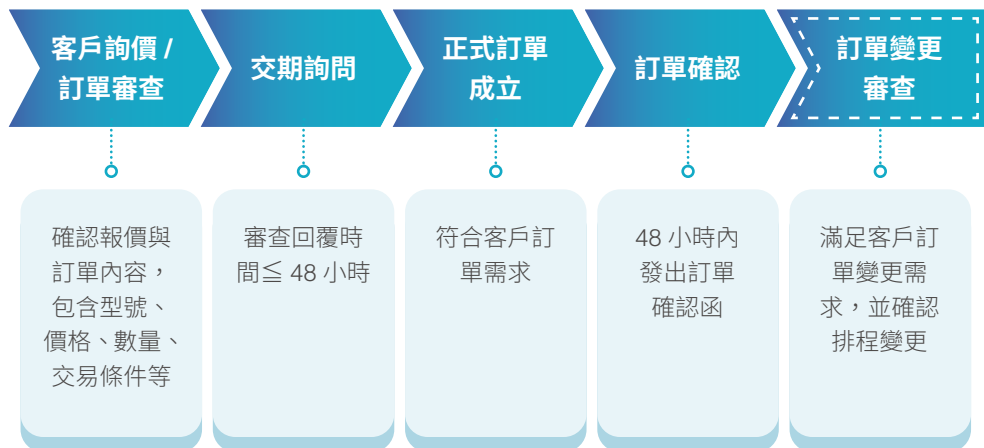 客戶詢價 /
訂單審查
交期詢問
正式訂單
成立
訂單確認
訂單變更
審查
確認報價與
訂單內容，
包含型號、
價格、數量、
交易條件等
審查回覆時
間≦ 48 小時
符合客戶訂
單需求
48 小時內
發出訂單
確認函
滿足客戶訂
單變更需
求，並確認
排程變更